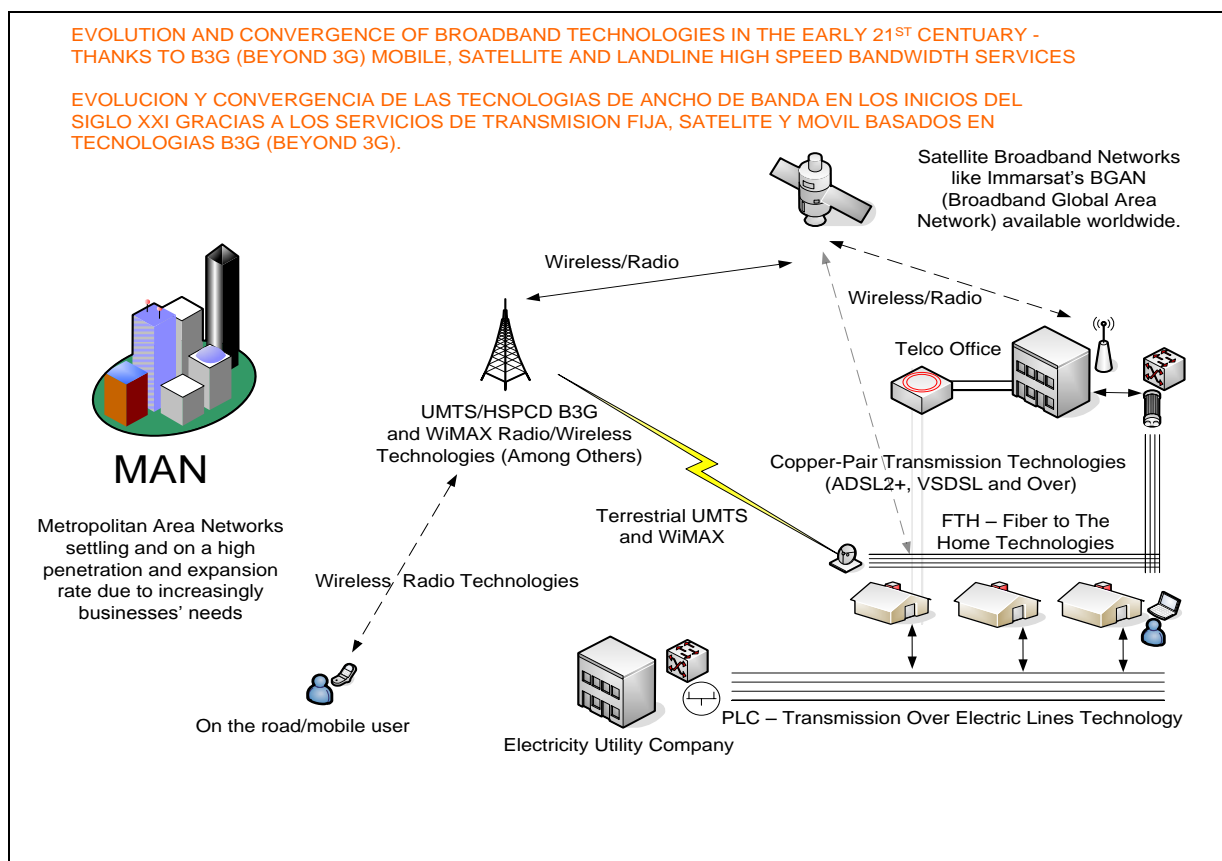 EVOLUTION AND CONVERGENCE OF BROADBAND TECHNOLOGIES IN THE EARLY 21ST CENTUARY -
THANKS TO B3G (BEYOND 3G) MOBILE, SATELLITE AND LANDLINE HIGH SPEED BANDWIDTH SERVICES
EVOLUCION Y CONVERGENCIA DE LAS TECNOLOGIAS DE ANCHO DE BANDA EN LOS INICIOS DEL
SIGLO XXI GRACIAS A LOS SERVICIOS DE TRANSMISION FIJA, SATELITE Y MOVIL BASADOS EN
TECNOLOGIAS B3G (BEYOND 3G).
Satellite Broadband Networks
like Immarsat's BGAN
(Broadband Global Area
Network) available worldwide.
Wireless/Radio
Wireless/Radio
Telco Office
UMTS/HSPCD B3G
and WiMAX Radio/Wireless
Technologies (Among Others)
MAN
Metropolitan Area Networks
settling and on a high
penetration and expansion
rate due to increasingly
businesses' needs
Copper-Pair Transmission Technologies
(ADSL2+, VSDSL and Over)
Terrestrial UMTS
and WiMAX
FTH – Fiber to The
Home Technologies
Wireless Radio Technologies
On the road/mobile user
PLC – Transmission Over Electric Lines Technology
Electricity Utility Company